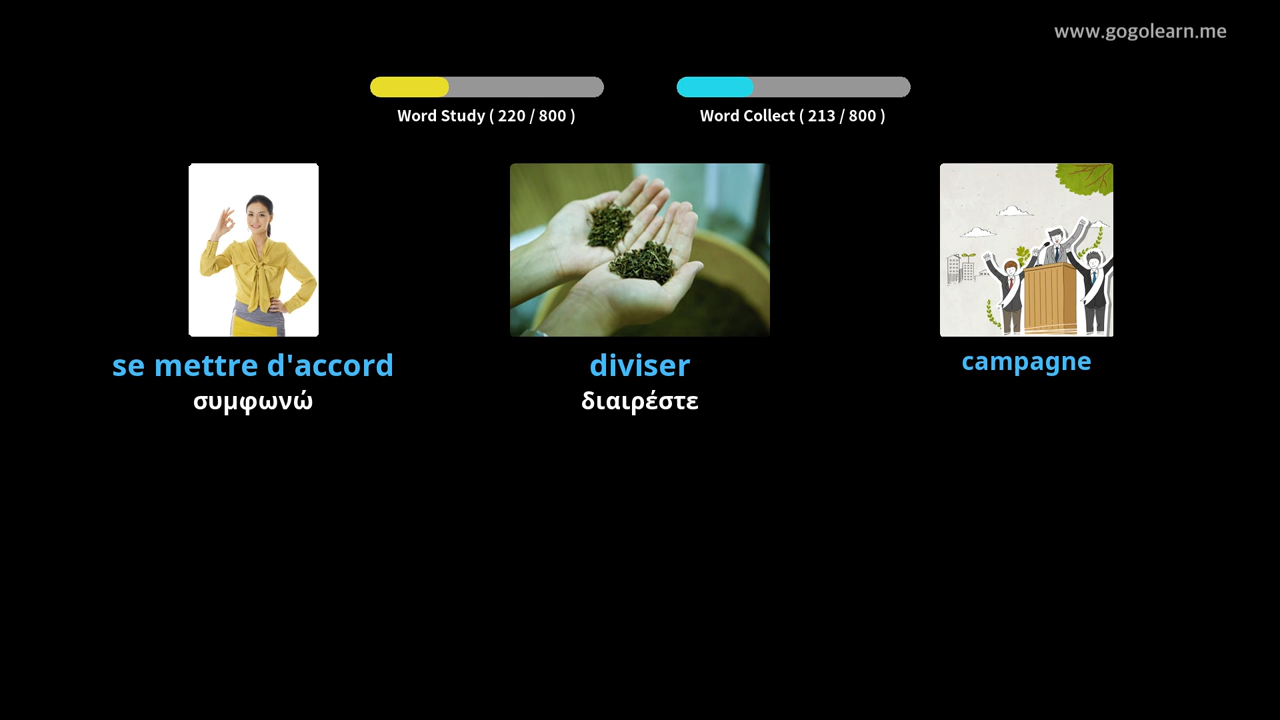 www.gogolearn.me
Word Study ( 220 / 800 )
Word Collect ( 213 / 800 )
se mettre d'accord
συμφωνώ
diviser
διαιρέστε
campagne